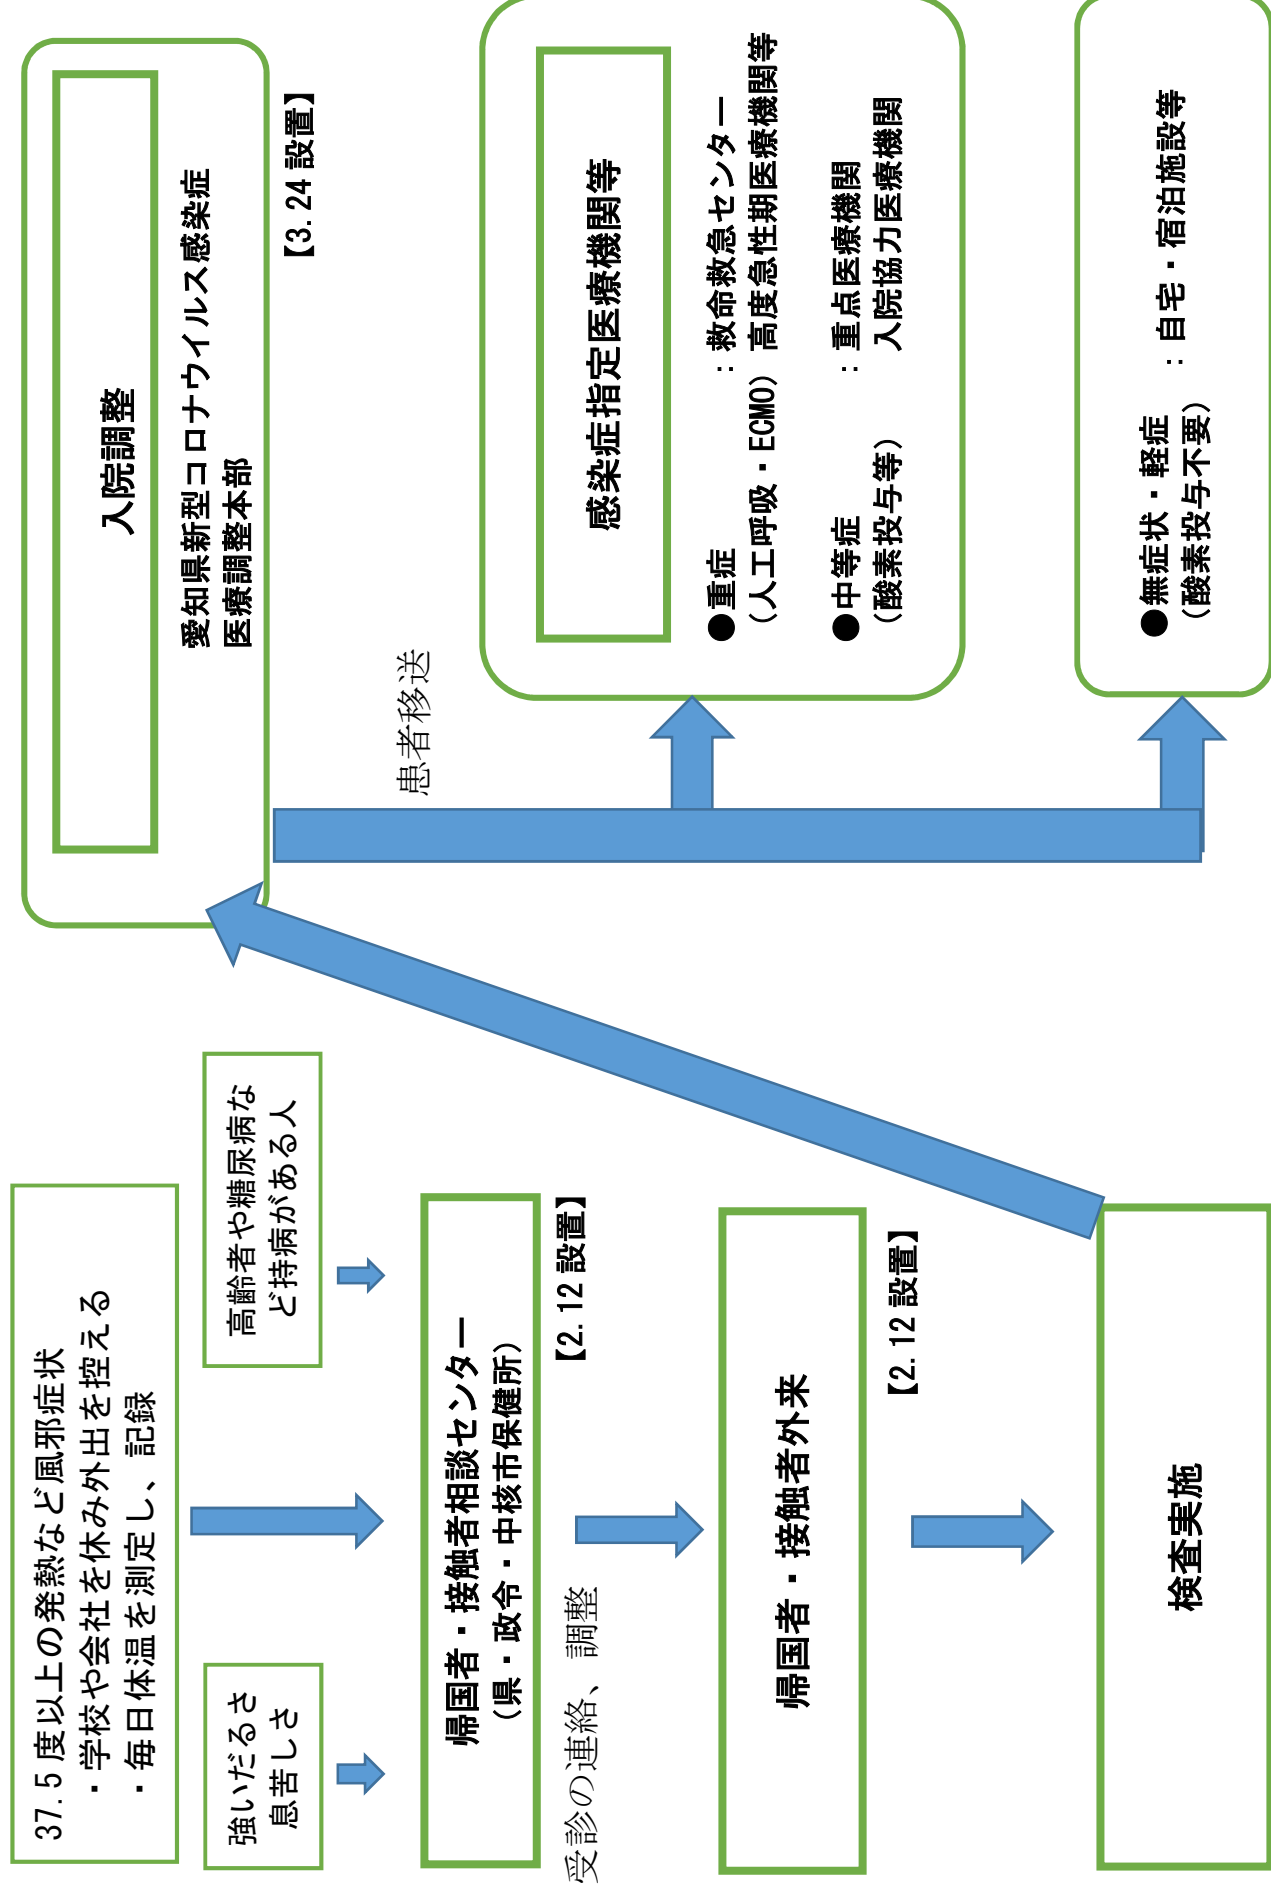 37.5度以上の発熱など風邪症状
・学校や会社を休み外出を控える
・毎日体温を測定し、記録
強いだるさ
息苦しさ
高齢者や糖尿病な
ど持病がある人
帰国者・接触者相談センター
（県・政令・中核市保健所）
【2.12設置】
受診の連絡、調整
帰国者・接触者外来
【2.12設置】
検査実施
入院調整
愛知県新型コロナウイルス感染症
医療調整本部
【3.24設置】
患者移送
感染症指定医療機関等
●重症　　　　　　：救命救急センター
（人工呼吸・ECMO）高度急性期医療機関等
●中等症　　　　：重点医療機関
（酸素投与等）　　入院協力医療機関
●無症状・軽症　：自宅・宿泊施設等
（酸素投与不要）